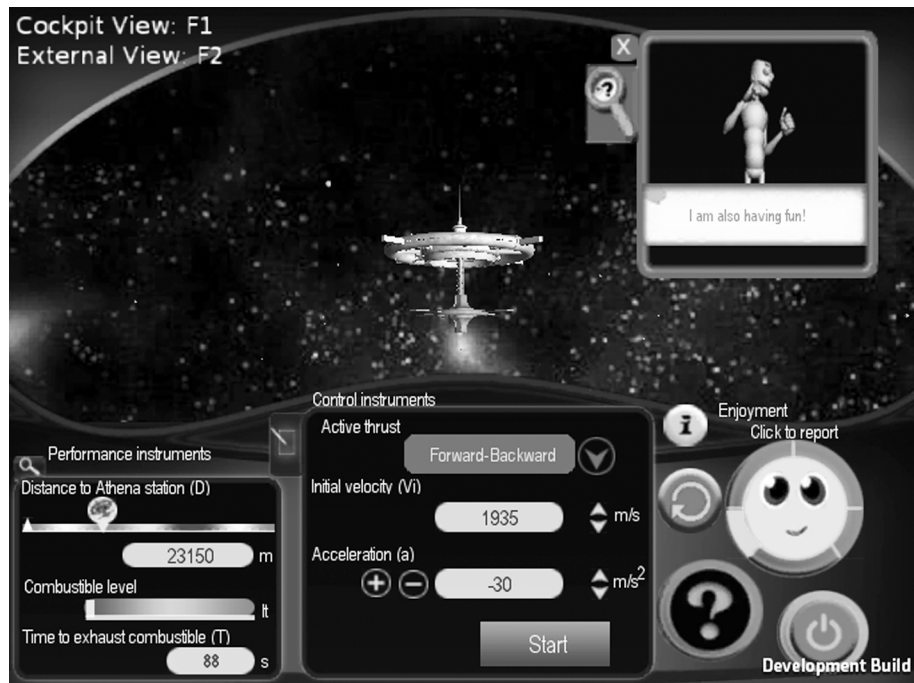 Cockpit View: F1
External View: F2
X
?
I am also having fun!
Control instruments
Active thrust
Forward-Backward
Initial velocity (Vi)
1935 m/s
Acceleration (a)
+ - -30 m/s2
Start
Performance instruments
Distance to Athena station (D)
23150 m
Combustible level
lt
Time to exhaust combustible (T)
88 s
i
Enjoyment
Click to report
?
Development Build